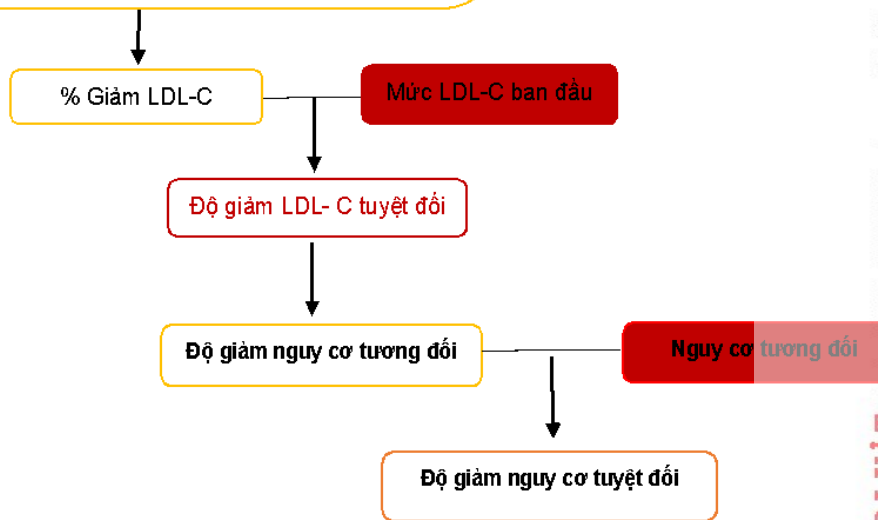 % Giảm LDL-C
Mức LDL-C ban đầu
Độ giảm LDL- C tuyệt đối
Độ giảm nguy cơ tương đối
Nguy cơ tương đối
Độ giảm nguy cơ tuyệt đối